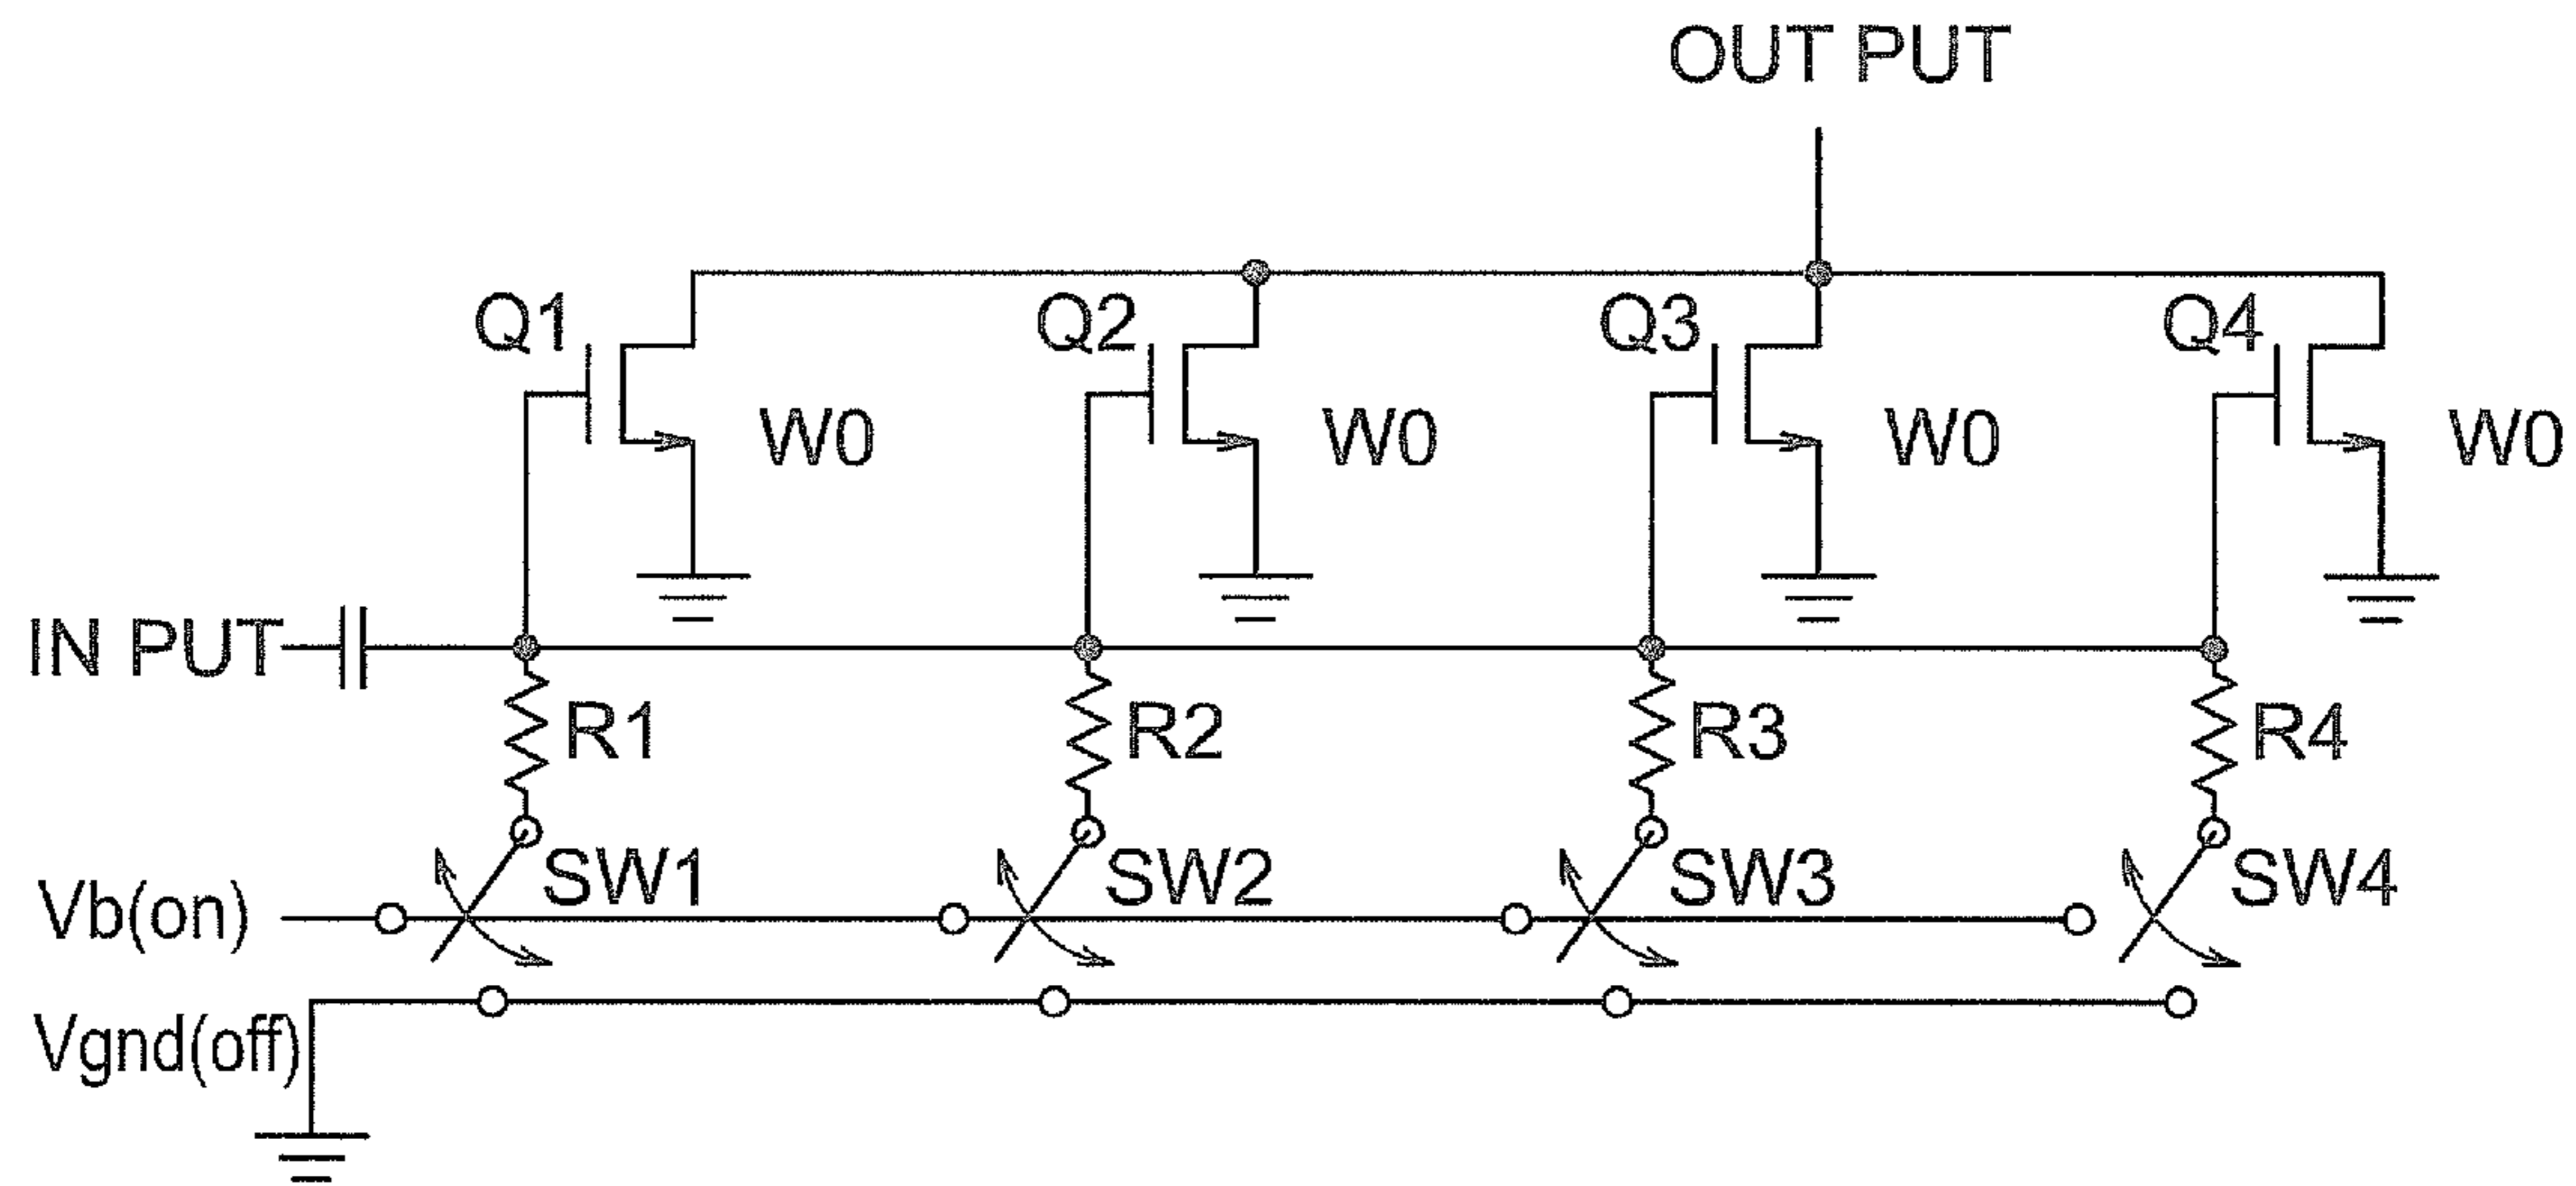 OUT PUT
Q1 Q2 Q3 Q4
W0 W0 W0 W0
IN PUT
R1 R2 R3 R4
SW1 SW2 SW3 SW4
Vb(on)
Vgnd(off)